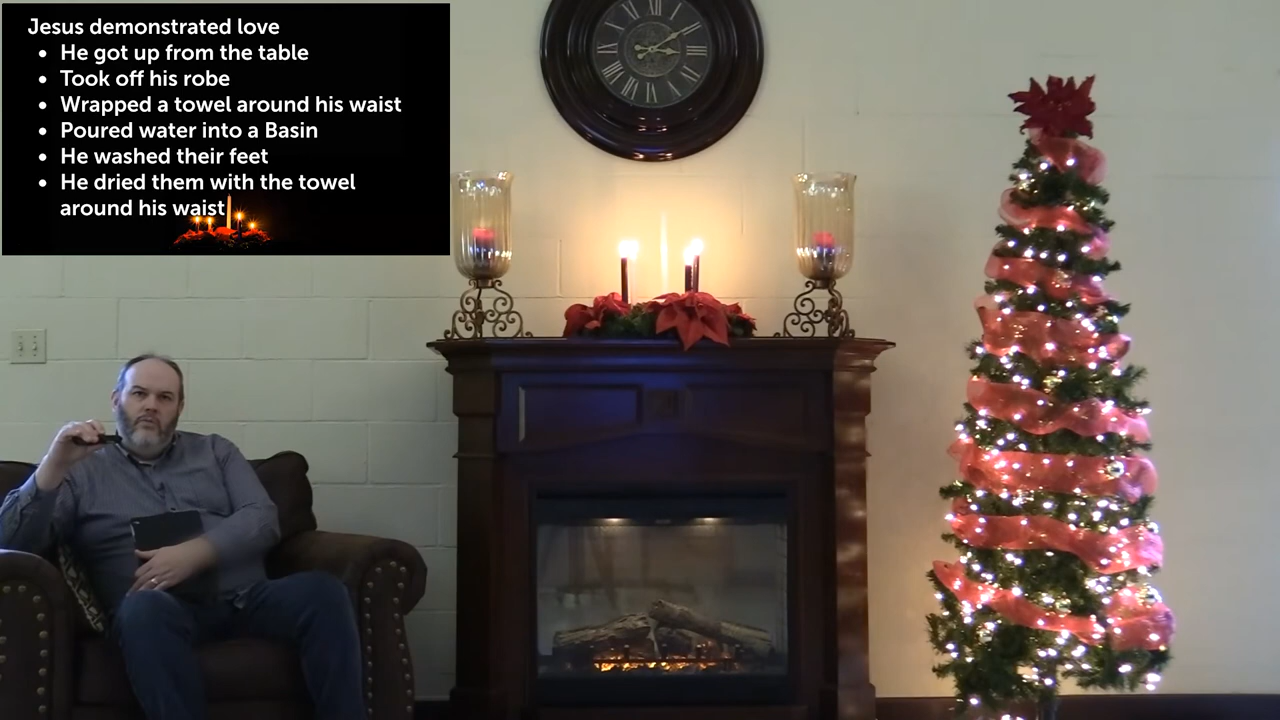 Jesus demonstrated love
• He got up from the table
• Took off his robe
• Wrapped a towel around his waist
• Poured water into a Basin
• He washed their feet
• He dried them with the towel
around his waist
XII